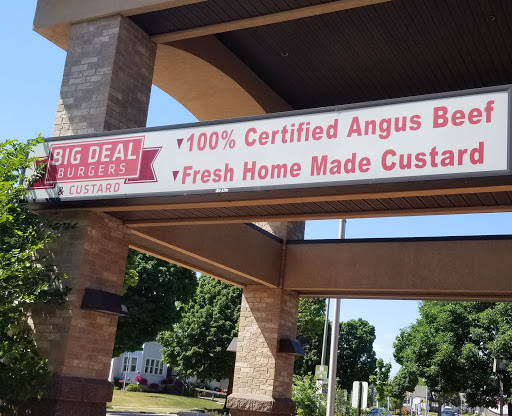 BIG DEAL
BURGERS
& CUSTARD
100% Certified Angus Beef
Fresh Home Made Custard